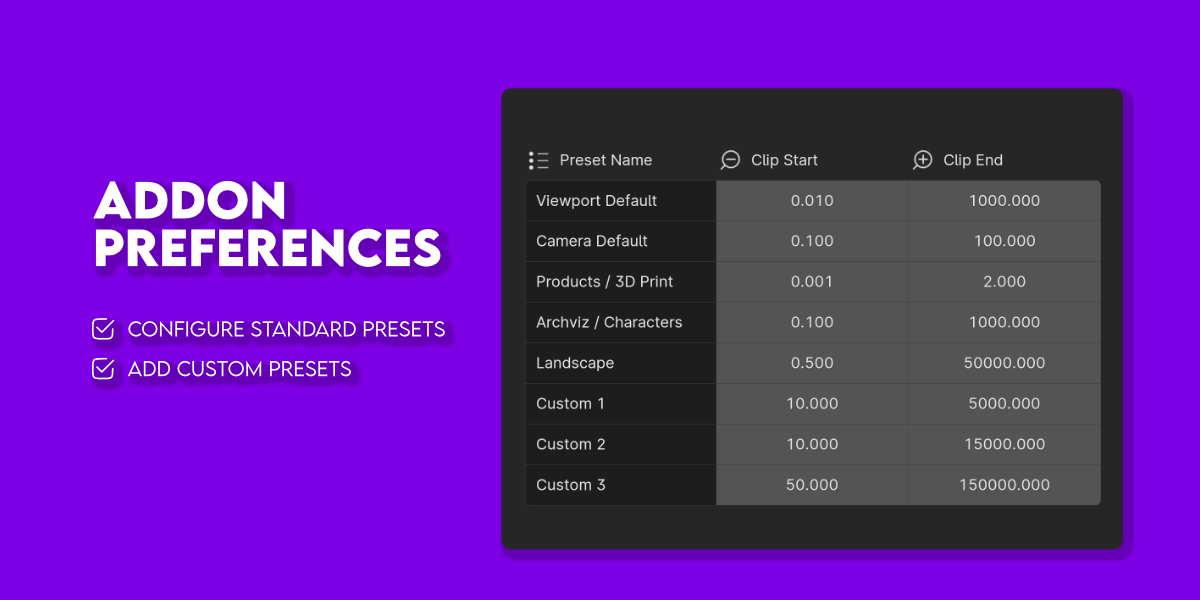 ADDON
PREFERENCES
CONFIGURE STANDARD PRESETS
ADD CUSTOM PRESETS
Preset Name Clip Start Clip End
Viewport Default 0.010 1000.000
Camera Default 0.100 100.000
Products / 3D Print 0.001 2.000
Archviz / Characters 0.100 1000.000
Landscape 0.500 50000.000
Custom 1 10.000 5000.000
Custom 2 10.000 15000.000
Custom 3 50.000 150000.000